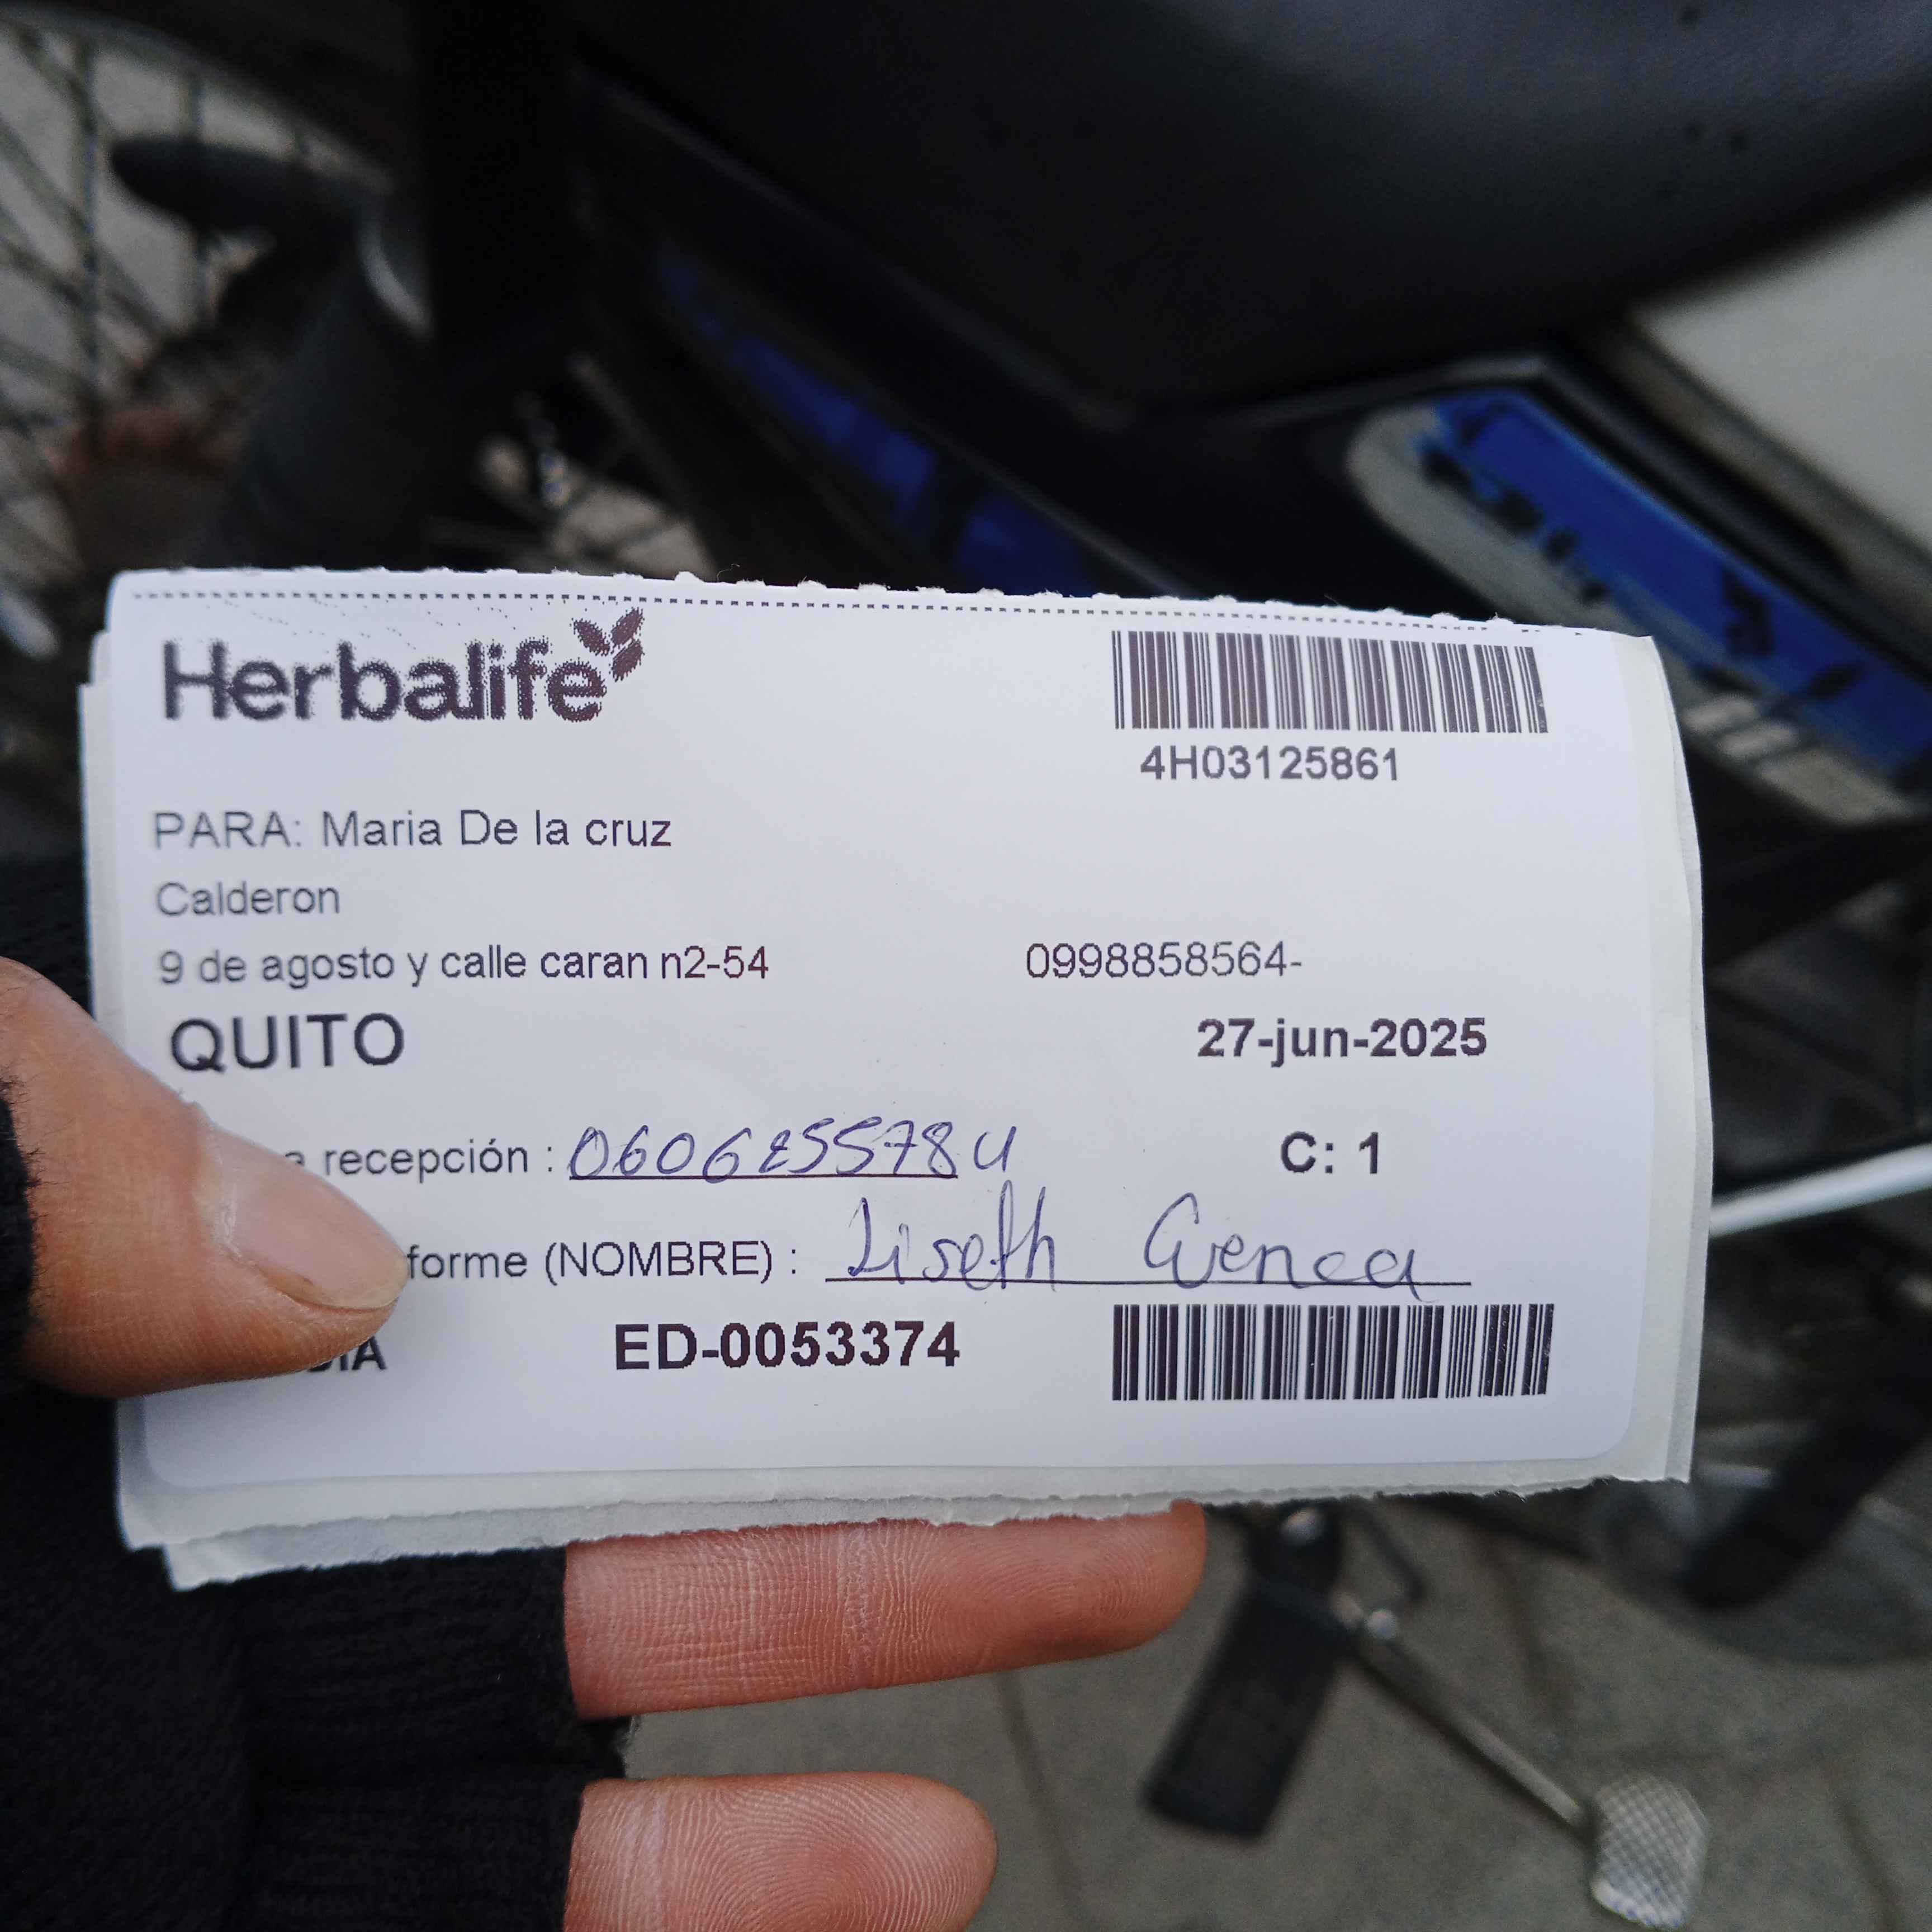 Herbalife
4H03125861
PARA: Maria De la cruz
Calderon
9 de agosto y calle caran n2-54 0998858564-
QUITO 27-jun-2025
recepción : C: 1
forme (NOMBRE) : Liseth Cuenca
ED-0053374